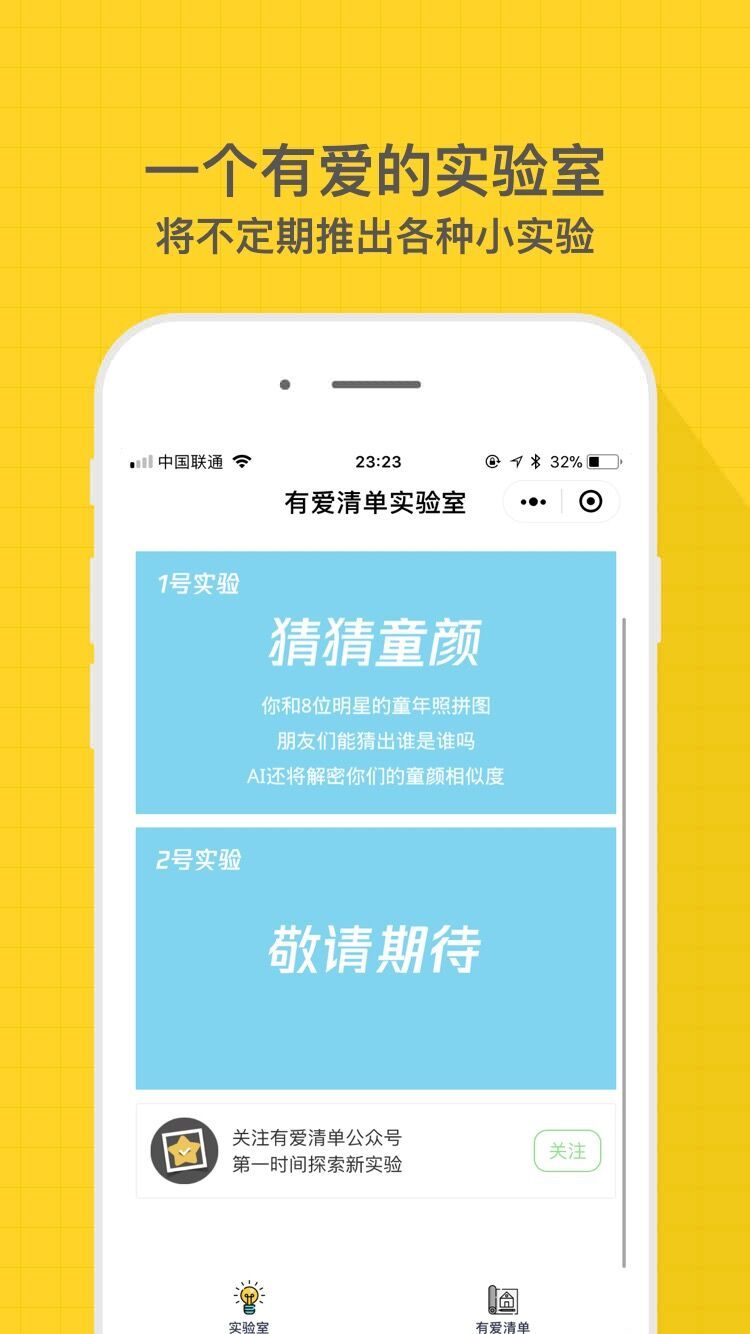 一个有爱的实验室
将不定期推出各种小实验
中国联通 23:23 32%
有爱清单实验室
1号实验
猜猜童颜
你和8位明星的童年照拼图
朋友们能猜出谁是谁吗
AI还将解密你们的童颜相似度
2号实验
敬请期待
关注有爱清单公众号
第一时间探索新实验
关注
实验室 有爱清单